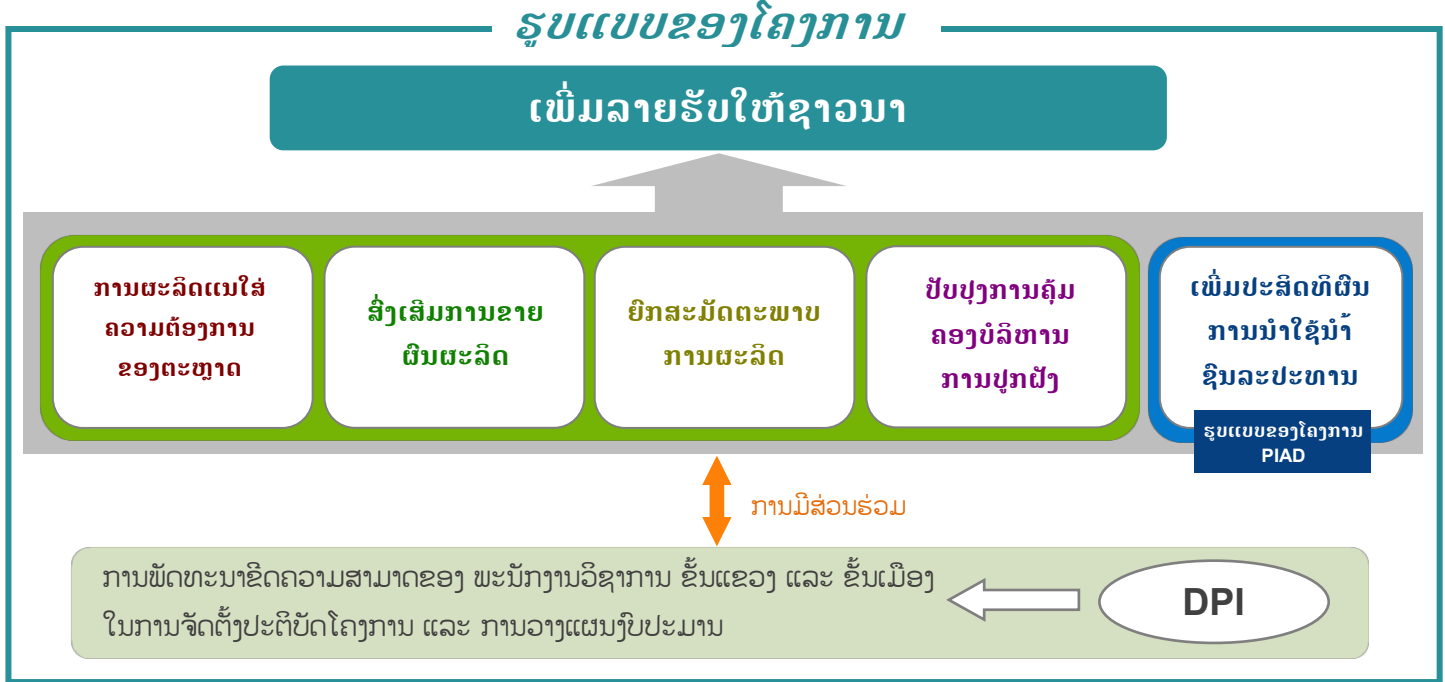 ຮູບແບບຂອງໂຄງການ
ເພີ່ມລາຍຮັບໃຫ້ຊາວນາ
ການຜະລິດແນໃສ່
ຄວາມຕ້ອງການ
ຂອງຕະຫຼາດ
ສົ່ງເສີມການຂາຍ
ຜົນຜະລິດ
ຍົກສະມັດຕະພາບ
ການຜະລິດ
ປັບປຸງການຄຸ້ມ
ຄອງບໍລິຫານ
ການປູກຝັງ
ເພີ່ມປະສິດທິຜົນ
ການນຳໃຊ້ນຳ້
ຊົນລະປະທານ
ຮູບແບບຂອງໂຄງການ
PIAD
ການມີສ່ວນຮ່ວມ
ການພັດທະນາຂີດຄວາມສາມາດຂອງ ພະນັກງານວິຊາການ ຂັ້ນແຂວງ ແລະ ຂັ້ນເມືອງ
ໃນການຈັດຕັ້ງປະຕິບັດໂຄງການ ແລະ ການວາງແຜນງົບປະມານ
DPI